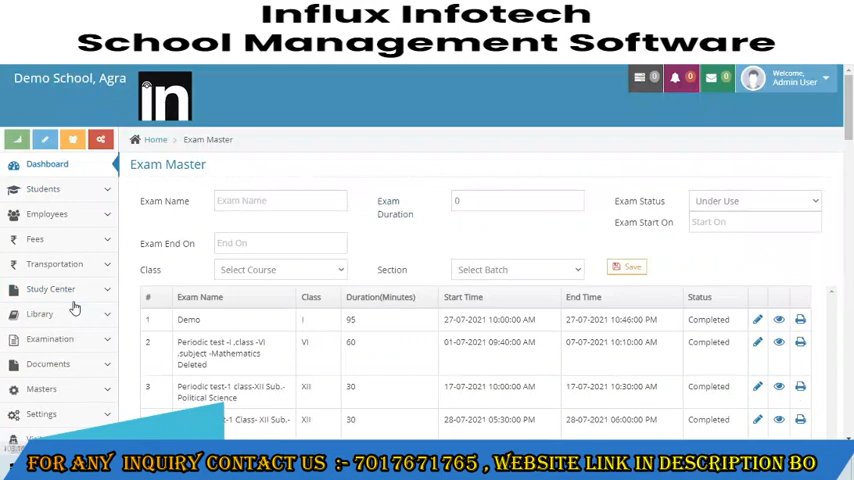 Influx Infotech
School Management Software
Demo School, Agra
in
0
0
0
Welcome,
Admin User
Home > Exam Master
Dashboard
Exam Master
Students
Exam Name
Exam Name
Exam
Duration
0
Exam Status
Under Use
Employees
Exam Start On
Start On
Fees
Exam End On
End On
Transportation
Class
Select Course
Section
Select Batch
Save
Study Center
Library
Examination
Documents
Masters
Settings
# Exam Name Class Duration(Minutes) Start Time End Time Status
1 Demo I 95 27-07-2021 10:00:00 AM 27-07-2021 10:46:00 PM Completed
2 Periodic test -I ,class -VI VI 60 01-07-2021 09:40:00 AM 07-07-2021 01:10:00 AM Completed
,subject -Mathematics
Deleted
3 Periodic test-1 class-XII Sub.- XII 30 17-07-2021 10:00:00 AM 17-07-2021 10:30:00 AM Completed
Political Science
-1 Class- XII Sub.- XII 30 28-07-2021 05:30:00 PM 28-07-2021 06:00:00 PM Completed
FOR ANY INQUIRY CONTACT US :- 7017671765 , WEBSITE LINK IN DESCRIPTION BO